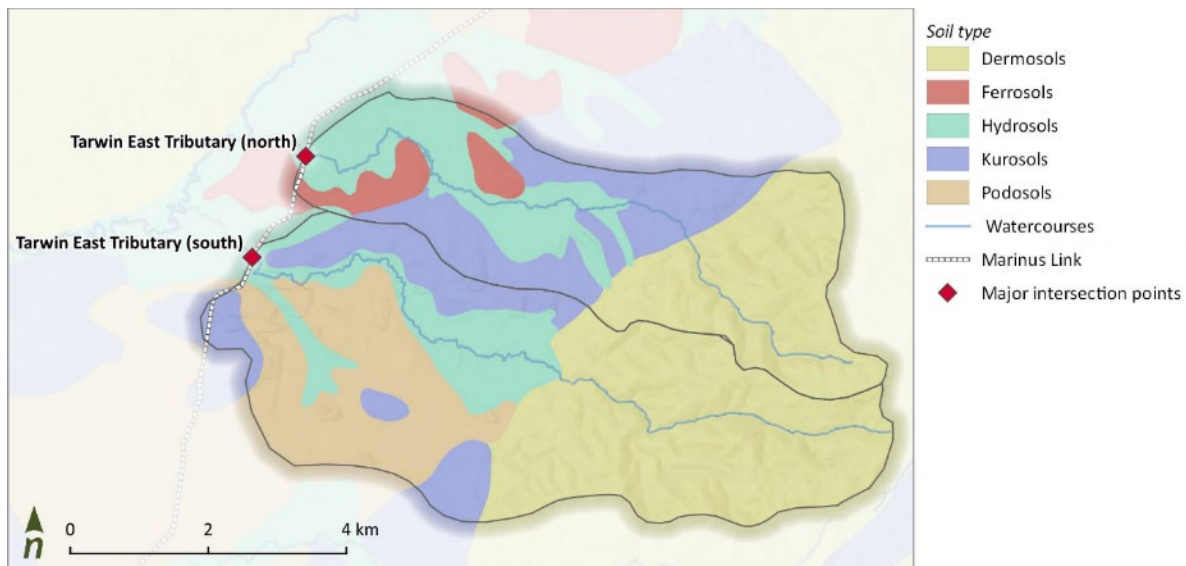 Soil type
Dermosols
Ferrosols
Hydrosols
Kurosols
Podosols
Watercourses
Marinus Link
Major intersection points
Tarwin East Tributary (north)
Tarwin East Tributary (south)
n
0 2 4 km